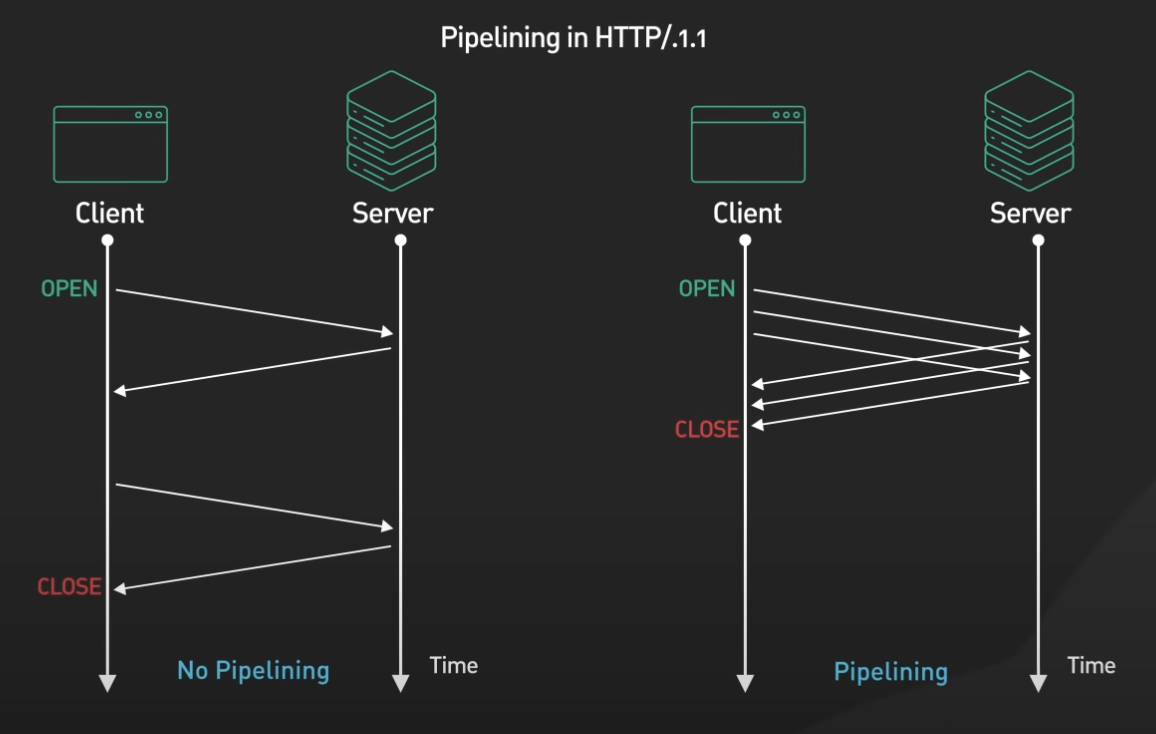 Pipelining in HTTP/.1.1
Client
Server
OPEN
CLOSE
No Pipelining
Time
Client
Server
OPEN
CLOSE
Pipelining
Time